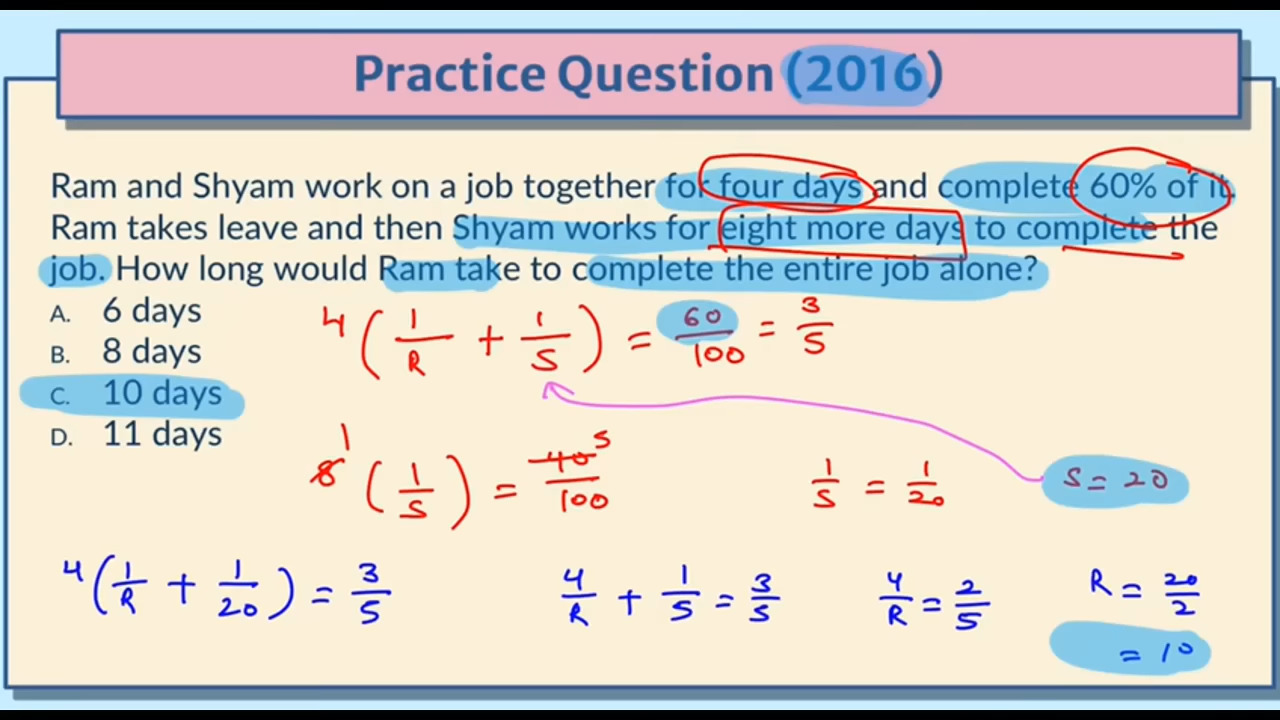 Practice Question (2016)
Ram and Shyam work on a job together for four days and complete 60% of it.
Ram takes leave and then Shyam works for eight more days to complete the
job. How long would Ram take to complete the entire job alone?
A. 6 days
B. 8 days
C. 10 days
D. 11 days
4 (1/R + 1/S) = 60/100 = 3/5
1
8 (1/S) = 40/100 5
1/S = 1/20
S = 20
4 (1/R + 1/20) = 3/5
4/R + 1/5 = 3/5
4/R = 2/5
R = 20/2
= 10